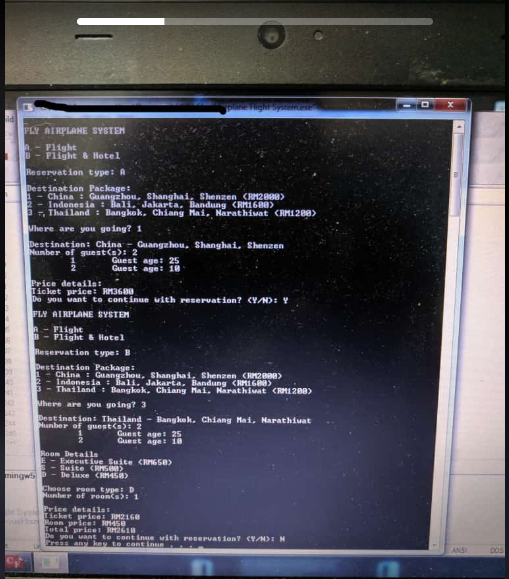 plane Flight System.exe"
FLY AIRPLANE SYSTEM
A - Flight
B - Flight & Hotel
Reservation type: A
Destination Package:
1 - China : Guangzhou, Shanghai, Shenzen (RM2000)
2 - Indonesia : Bali, Jakarta, Bandung (RM1600)
3 - Thailand : Bangkok, Chiang Mai, Narathiwat (RM1200)
Where are you going? 1
Destination: China - Guangzhou, Shanghai, Shenzen
Number of guest(s): 2
1 Guest age: 25
2 Guest age: 10
Price details:
Ticket price: RM3600
Do you want to continue with reservation? (Y/N): Y
FLY AIRPLANE SYSTEM
A - Flight
B - Flight & Hotel
Reservation type: B
Destination Package:
1 - China : Guangzhou, Shanghai, Shenzen (RM2000)
2 - Indonesia : Bali, Jakarta, Bandung (RM1600)
3 - Thailand : Bangkok, Chiang Mai, Narathiwat (RM1200)
Where are you going? 3
Destination: Thailand - Bangkok, Chiang Mai, Narathiwat
Number of guest(s): 2
1 Guest age: 25
2 Guest age: 10
Room Details
E - Executive Suite (RM650)
S - Suite (RM500)
D - Deluxe (RM450)
Choose room type: D
Number of room(s): 1
Price details:
Ticket price: RM2160
Room price: RM450
Total price: RM2610
Do you want to continue with reservation? (Y/N): N
Press any key to continue . . .
mingw5
ANSI
DOS